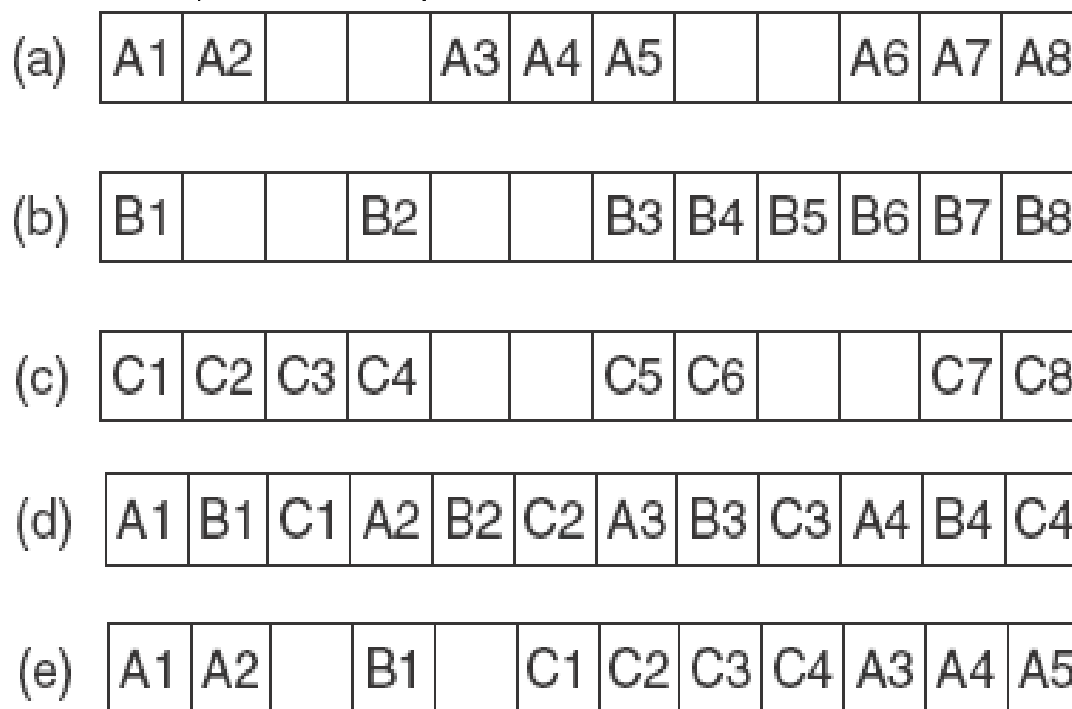 (a) A1 A2 A3 A4 A5 A6 A7 A8
(b) B1 B2 B3 B4 B5 B6 B7 B8
(c) C1 C2 C3 C4 C5 C6 C7 C8
(d) A1 B1 C1 A2 B2 C2 A3 B3 C3 A4 B4 C4
(e) A1 A2 B1 C1 C2 C3 C4 A3 A4 A5